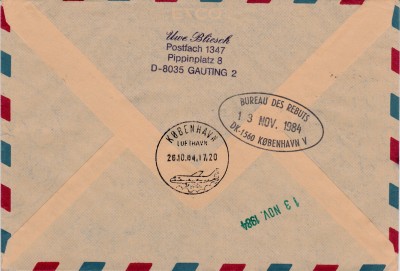 Uwe Bliesch
Postfach 1347
Pippinplatz 8
D-8035 GAUTING 2
BUREAU DES REBUTS
13 NOV. 1984
DK-1560 KØBENHAVN V
KØBENHAVN
LUFTHAVN
26.10.84.17.20
13 NOV. 1984